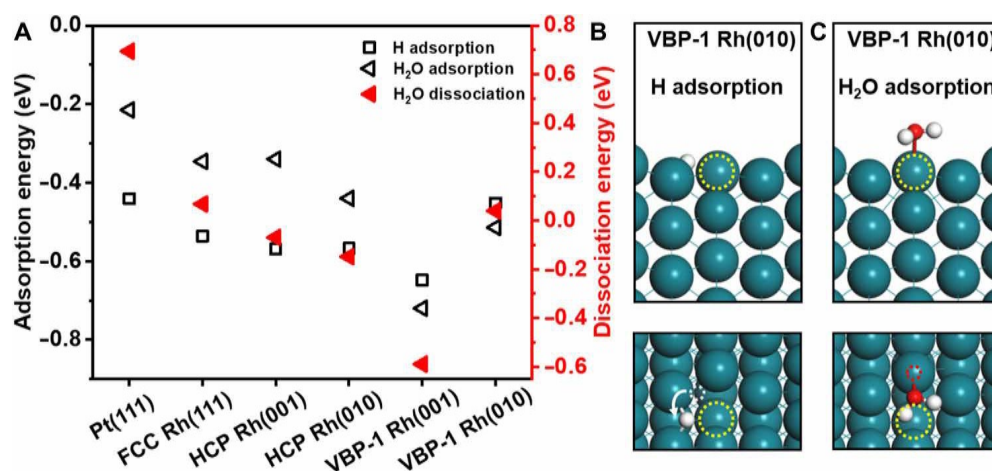 A
Adsorption energy (eV)
0.0
−0.2
−0.4
−0.6
−0.8
H adsorption
H₂O adsorption
H₂O dissociation
Pt(111)
FCC Rh(111)
HCP Rh(001)
HCP Rh(010)
VBP-1 Rh(001)
VBP-1 Rh(010)
0.8
0.6
0.4
0.2
0.0
−0.2
−0.4
−0.6
Dissociation energy (eV)
B
VBP-1 Rh(010)
H adsorption
C
VBP-1 Rh(010)
H₂O adsorption